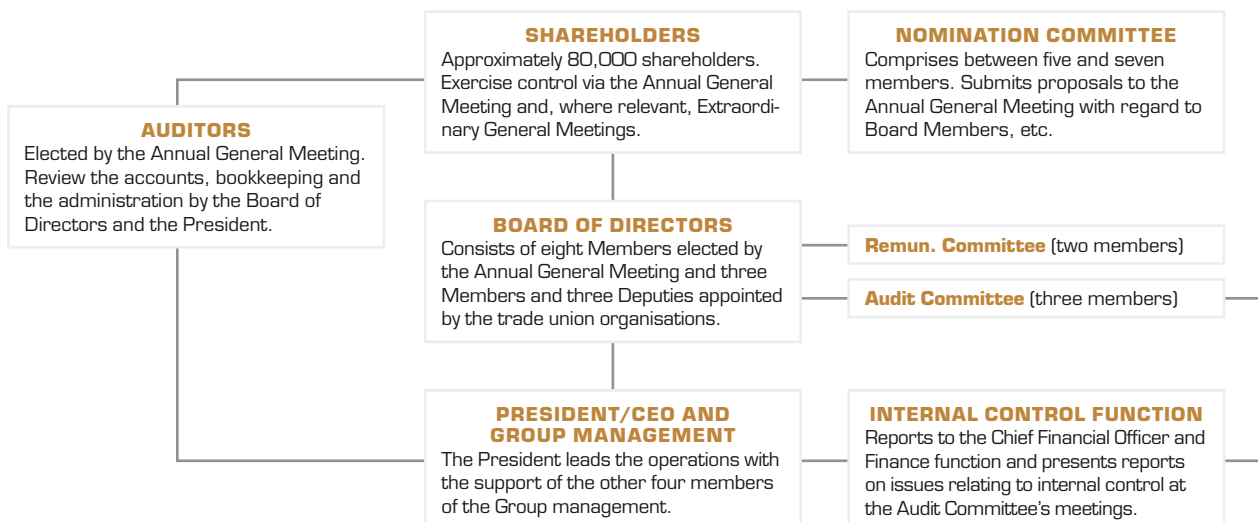 SHAREHOLDERS
Approximately 80,000 shareholders.
Exercise control via the Annual General
Meeting and, where relevant, Extraordi-
nary General Meetings.
NOMINATION COMMITTEE
Comprises between five and seven
members. Submits proposals to the
Annual General Meeting with regard to
Board Members, etc.
AUDITORS
Elected by the Annual General Meeting.
Review the accounts, bookkeeping and
the administration by the Board of
Directors and the President.
BOARD OF DIRECTORS
Consists of eight Members elected by
the Annual General Meeting and three
Members and three Deputies appointed
by the trade union organisations.
Remun. Committee (two members)
Audit Committee (three members)
PRESIDENT/CEO AND
GROUP MANAGEMENT
The President leads the operations with
the support of the other four members
of the Group management.
INTERNAL CONTROL FUNCTION
Reports to the Chief Financial Officer and
Finance function and presents reports
on issues relating to internal control at
the Audit Committee's meetings.